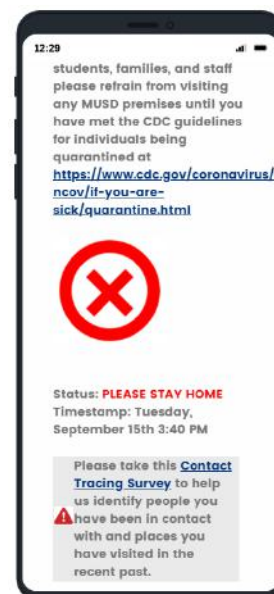 12:29
students, families, and staff
please refrain from visiting
any MUSD premises until you
have met the CDC guidelines
for individuals being
quarantined at
https://www.cdc.gov/coronavirus/
ncov/if-you-are-
sick/quarantine.html
Status: PLEASE STAY HOME
Timestamp: Tuesday,
September 15th 3:40 PM
Please take this Contact
Tracing Survey to help
us identify people you
have been in contact
with and places you
have visited in the
recent past.